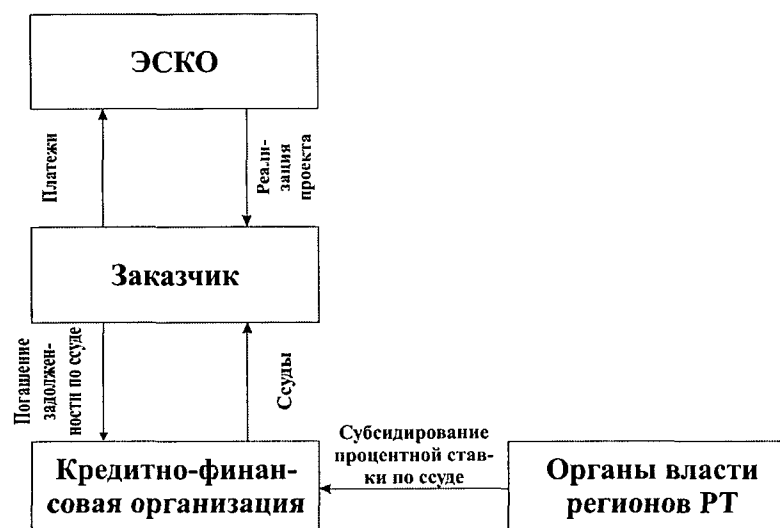 ЭСКО
Платежи
Реали-
зация
проекта
Заказчик
Погашение
задолжен-
ности по ссуде
Ссуды
Кредитно-финан-
совая организация
Субсидирование
процентной став-
ки по ссуде
Органы власти
регионов РТ